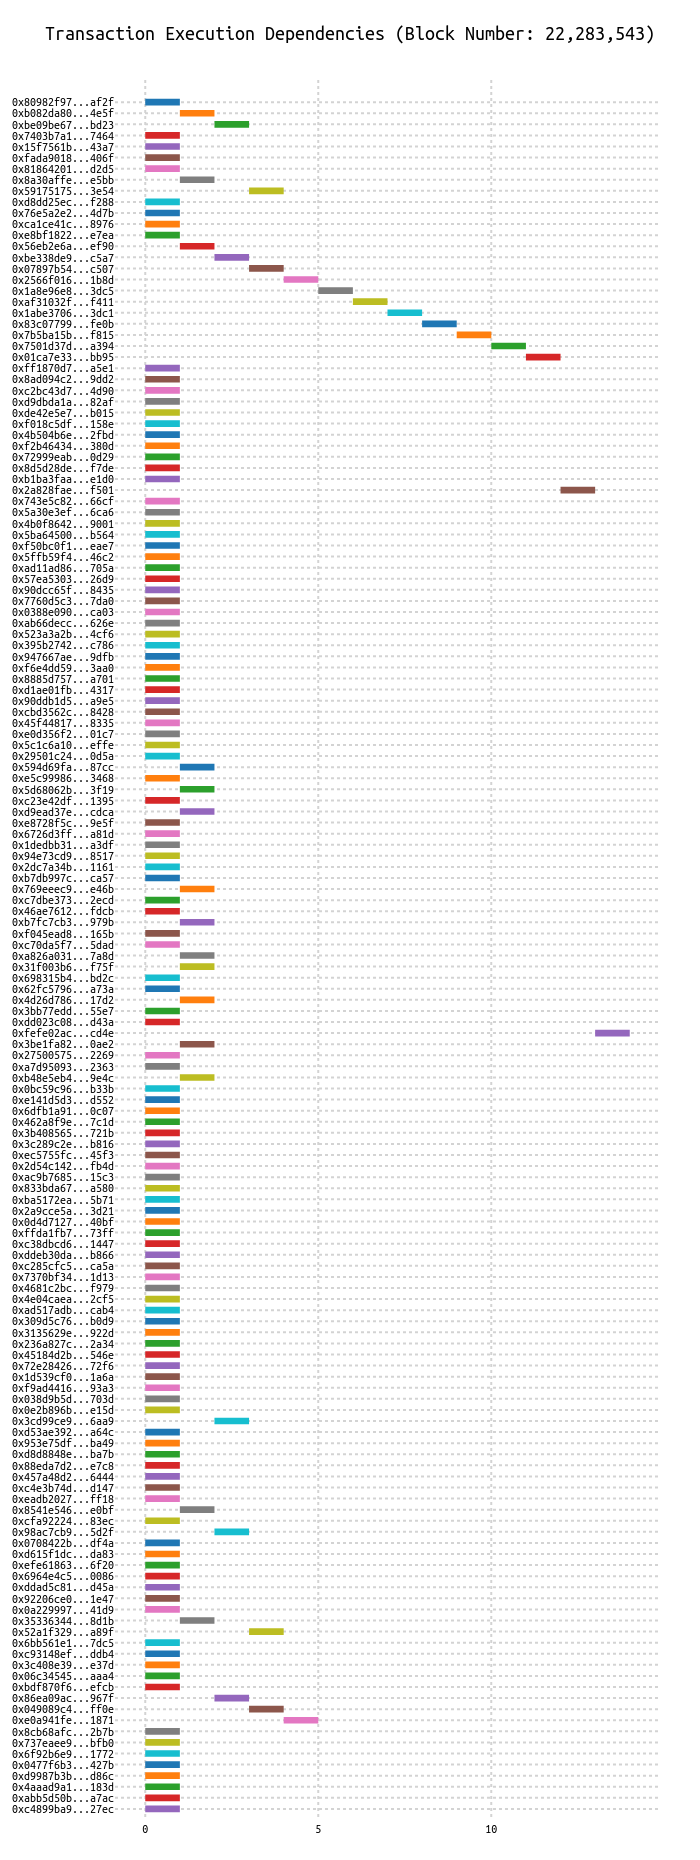 Transaction Execution Dependencies (Block Number: 22,283,543)
0x80982f97...af2f
0xb082da80...4e5f
0xbe09be67...bd23
0x7403b7a1...7464
0x15f7561b...43a7
0xfada9018...406f
0x81864201...d2d5
0x8a30affe...e5bb
0x59175175...3e54
0xd8dd25ec...f288
0x76e5a2e2...4d7b
0xca1ce41c...8976
0xe8bf1822...e7ea
0x56eb2e6a...ef90
0xbe338de9...c5a7
0x07897b54...c507
0x2566f016...1b8d
0x1a8e96e8...3dc5
0xaf31032f...f411
0x1abe3706...3dc1
0x83c07799...fe0b
0x7b5ba15b...f815
0x7501d37d...a394
0x01ca7e33...bb95
0xff1870d7...a5e1
0x8ad094c2...9dd2
0xc2bc43d7...4d90
0xd9dbda1a...82af
0xde42e5e7...b015
0xf018c5df...158e
0x4b504b6e...2fbd
0xf2b46434...380d
0x72999eab...0d29
0x8d5d28de...f7de
0xb1ba3faa...e1d0
0x2a828fae...f501
0x743e5c82...66cf
0x5a30e3ef...6ca6
0x4b0f8642...9001
0x5ba64500...b564
0xf50bc0f1...eae7
0x5ffb59f4...46c2
0xad11ad86...705a
0x57ea5303...26d9
0x90dcc65f...8435
0x7760d5c3...7da0
0x0388e090...ca03
0xab66decc...626e
0x523a3a2b...4cf6
0x395b2742...c786
0x947667ae...9dfb
0xf6e4dd59...3aa0
0x8885d757...a701
0xd1ae01fb...4317
0x90ddb1d5...a9e5
0xcbd3562c...8428
0x45f44817...8335
0xe0d356f2...01c7
0x5c1c6a10...effe
0x29501c24...0d5a
0x594d69fa...87cc
0xe5c99986...3468
0x5d68062b...3f19
0xc23e42df...1395
0xd9ead37e...cdca
0xe8728f5c...9e5f
0x6726d3ff...a81d
0x1dedbb31...a3df
0x94e73cd9...8517
0x2dc7a34b...1161
0xb7db997c...ca57
0x769eeec9...e46b
0xc7dbe373...2ecd
0x46ae7612...fdcb
0xb7fc7cb3...979b
0xf045ead8...165b
0xc70da5f7...5dad
0xa826a031...7a8d
0x31f003b6...f75f
0x698315b4...bd2c
0x62fc5796...a73a
0x4d26d786...17d2
0x3bb77edd...55e7
0xdd023c08...d43a
0xfefe02ac...cd4e
0x3be1fa82...0ae2
0x27500575...2269
0xa7d95093...2363
0xb48e5eb4...9e4c
0x0bc59c96...b33b
0xe141d5d3...d552
0x6dfb1a91...0c07
0x462a8f9e...7c1d
0x3b408565...721b
0x3c289c2e...b816
0xec5755fc...45f3
0x2d54c142...fb4d
0xac9b7685...15c3
0x833bda67...a580
0xba5172ea...5b71
0x2a9cce5a...3d21
0x0d4d7127...40bf
0xffda1fb7...73ff
0xc38dbcd6...1447
0xddeb30da...b866
0xc285cfc5...ca5a
0x7370bf34...1d13
0x4681c2bc...f979
0x4e04caea...2cf5
0xad517adb...cab4
0x309d5c76...b0d9
0x3135629e...922d
0x236a827c...2a34
0x45184d2b...546e
0x72e28426...72f6
0x1d539cf0...1a6a
0xf9ad4416...93a3
0x038d9b5d...703d
0x0e2b896b...e15d
0x3cd99ce9...6aa9
0xd53ae392...a64c
0x953e75df...ba49
0xd8d8848e...ba7b
0x88eda7d2...e7c8
0x457a48d2...6444
0xc4e3b74d...d147
0xeadb2027...ff18
0x8541e546...e0bf
0xcfa92224...83ec
0x98ac7cb9...5d2f
0x0708422b...df4a
0xd615f1dc...da83
0xefe61863...6f20
0x6964e4c5...0086
0xddad5c81...d45a
0x92206ce0...1e47
0x0a229997...41d9
0x35336344...8d1b
0x52a1f329...a89f
0x6bb561e1...7dc5
0xc93148ef...ddb4
0x3c408e39...e37d
0x06c34545...aaa4
0xbdf870f6...efcb
0x86ea09ac...967f
0x049089c4...ff0e
0xe0a941fe...1871
0x8cb68afc...2b7b
0x737eaee9...bfb0
0x6f92b6e9...1772
0x0477f6b3...427b
0xd9987b3b...d86c
0x4aaad9a1...183d
0xabb5d50b...a7ac
0xc4899ba9...27ec
0 5 10